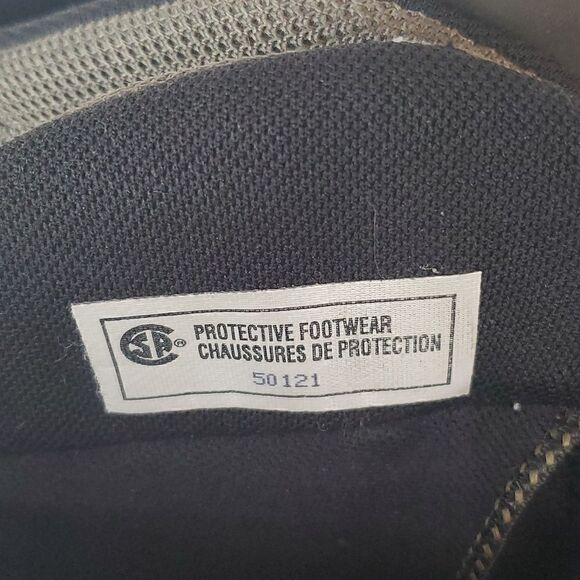 CSA® PROTECTIVE FOOTWEAR
CHAUSSURES DE PROTECTION
50121